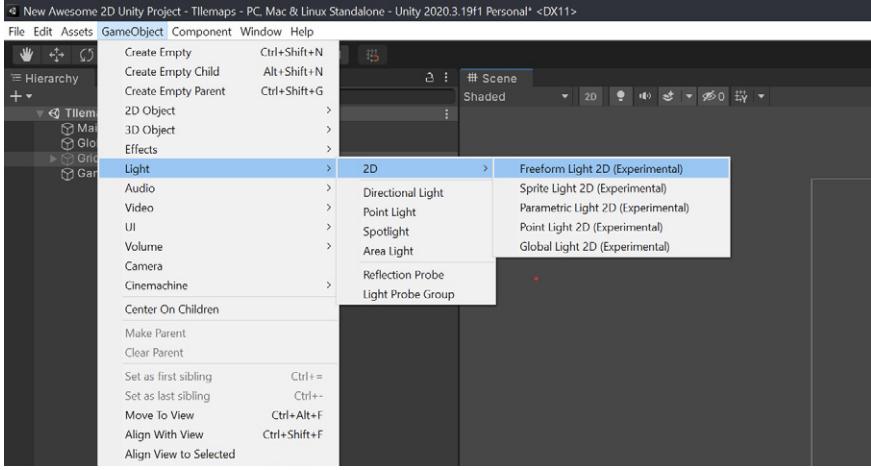 New Awesome 2D Unity Project - TIlemaps - PC, Mac & Linux Standalone - Unity 2020.3.19f1 Personal* <DX11>
File Edit Assets GameObject Component Window Help
Hierarchy
Scene
Shaded 2D 0
TIlem
Mai
Glo
Grid
Gar
Create Empty Ctrl+Shift+N
Create Empty Child Alt+Shift+N
Create Empty Parent Ctrl+Shift+G
2D Object
3D Object
Effects
Light
Audio
Video
UI
Volume
Camera
Cinemachine
Center On Children
Make Parent
Clear Parent
Set as first sibling Ctrl+=
Set as last sibling Ctrl+-
Move To View Ctrl+Alt+F
Align With View Ctrl+Shift+F
Align View to Selected
2D
Directional Light
Point Light
Spotlight
Area Light
Reflection Probe
Light Probe Group
Freeform Light 2D (Experimental)
Sprite Light 2D (Experimental)
Parametric Light 2D (Experimental)
Point Light 2D (Experimental)
Global Light 2D (Experimental)